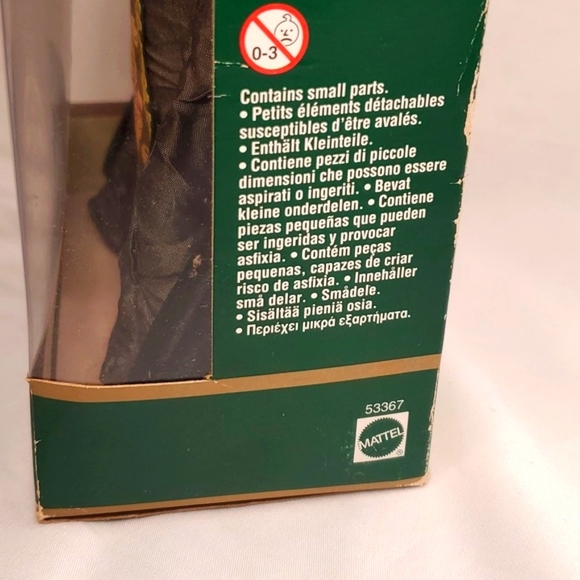 0-3
Contains small parts.
• Petits éléments détachables
susceptibles d'être avalés.
• Enthält Kleinteile.
• Contiene pezzi di piccole
dimensioni che possono essere
aspirati o ingeriti. • Bevat
kleine onderdelen. • Contiene
piezas pequeñas que pueden
ser ingeridas y provocar
asfixia. • Contém peças
pequenas, capazes de criar
risco de asfixia. • Innehåller
små delar. • Smådele.
• Sisältää pieniä osia.
• Περιέχει μικρά εξαρτήματα.
53367
MATTEL